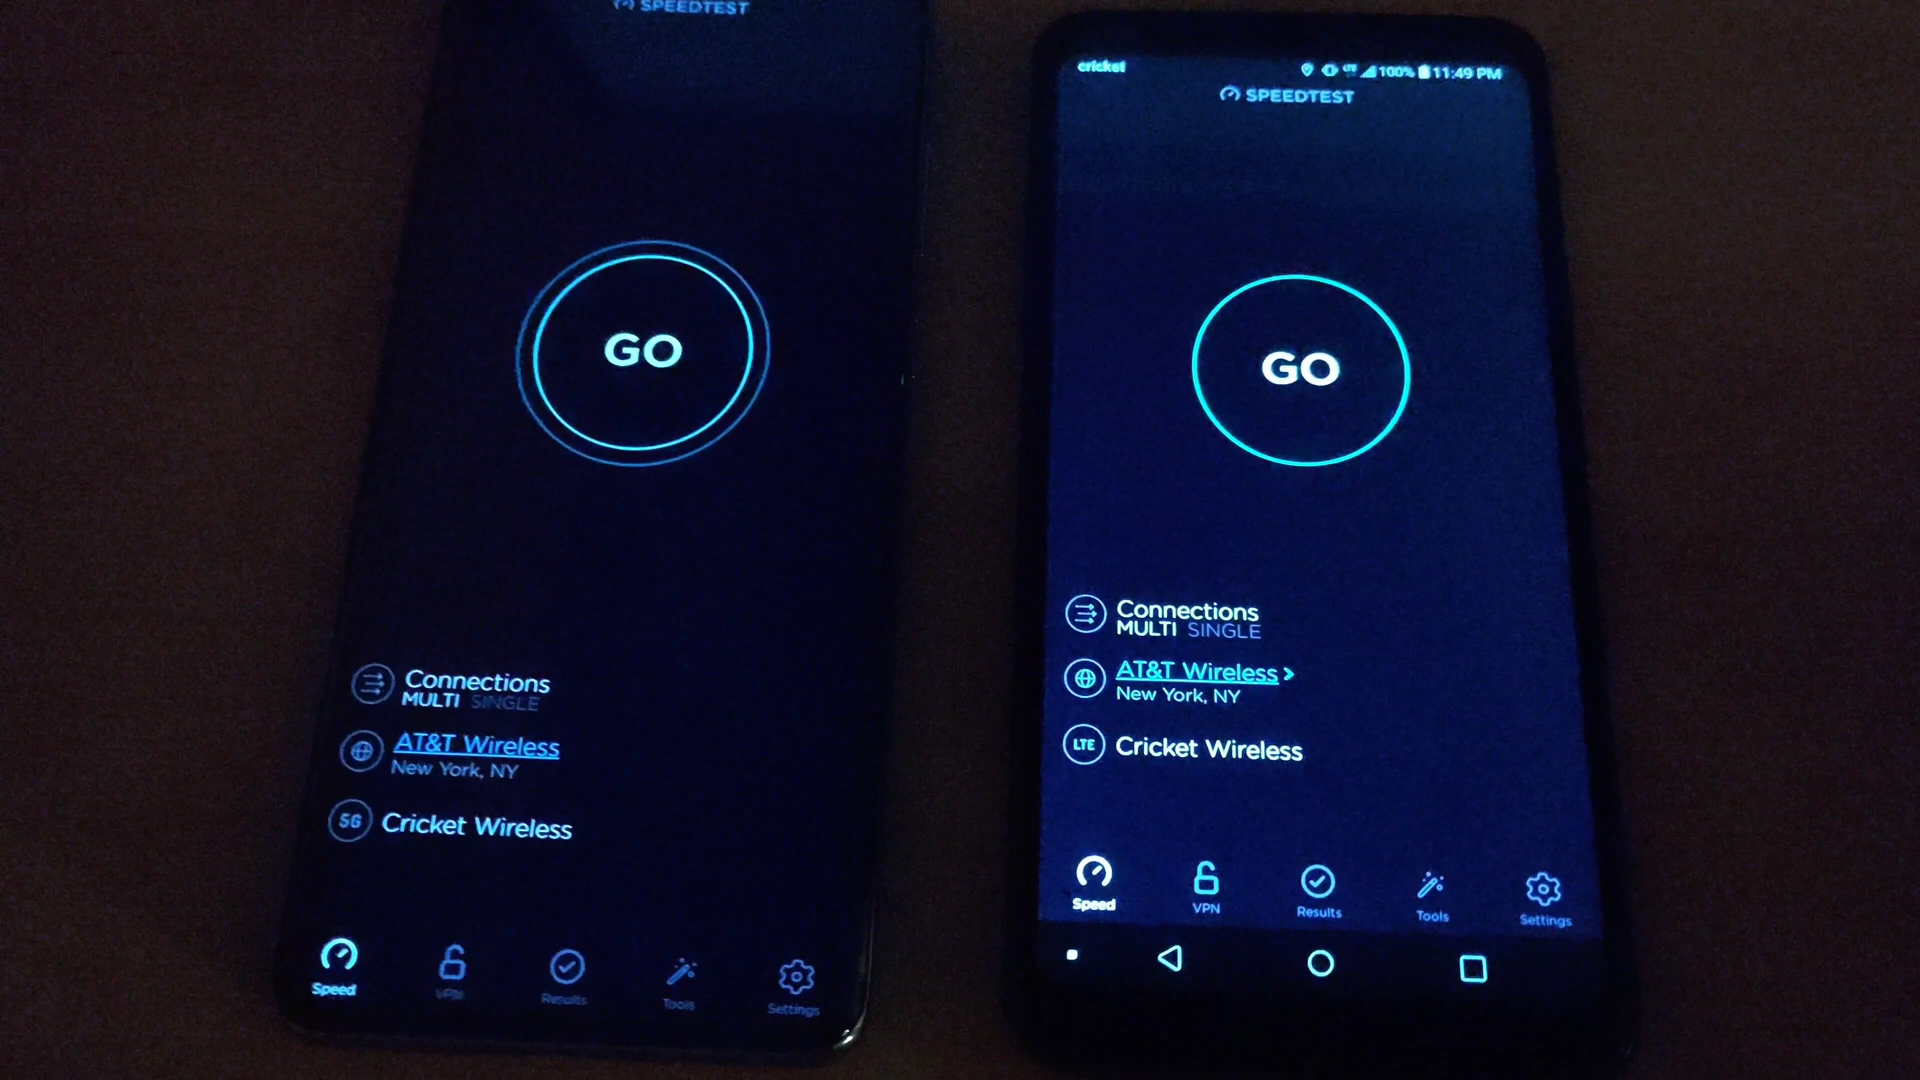 SPEEDTEST
GO
Connections
MULTI SINGLE
AT&T Wireless
New York, NY
5G Cricket Wireless
Speed VPN Results Tools Settings
cricket LTE 100% 11:49 PM
SPEEDTEST
GO
Connections
MULTI SINGLE
AT&T Wireless >
New York, NY
LTE Cricket Wireless
Speed VPN Results Tools Settings